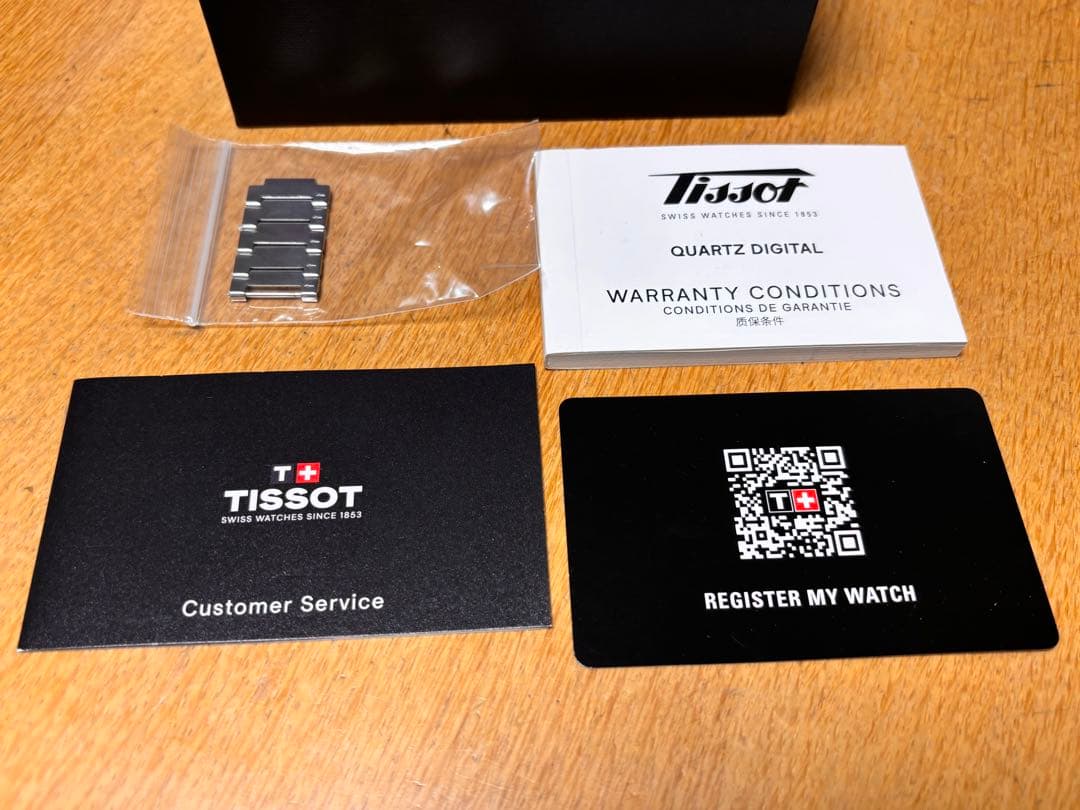 Tissot
SWISS WATCHES SINCE 1853
QUARTZ DIGITAL
WARRANTY CONDITIONS
CONDITIONS DE GARANTIE
质保条件
T
TISSOT
SWISS WATCHES SINCE 1853
Customer Service
T
REGISTER MY WATCH